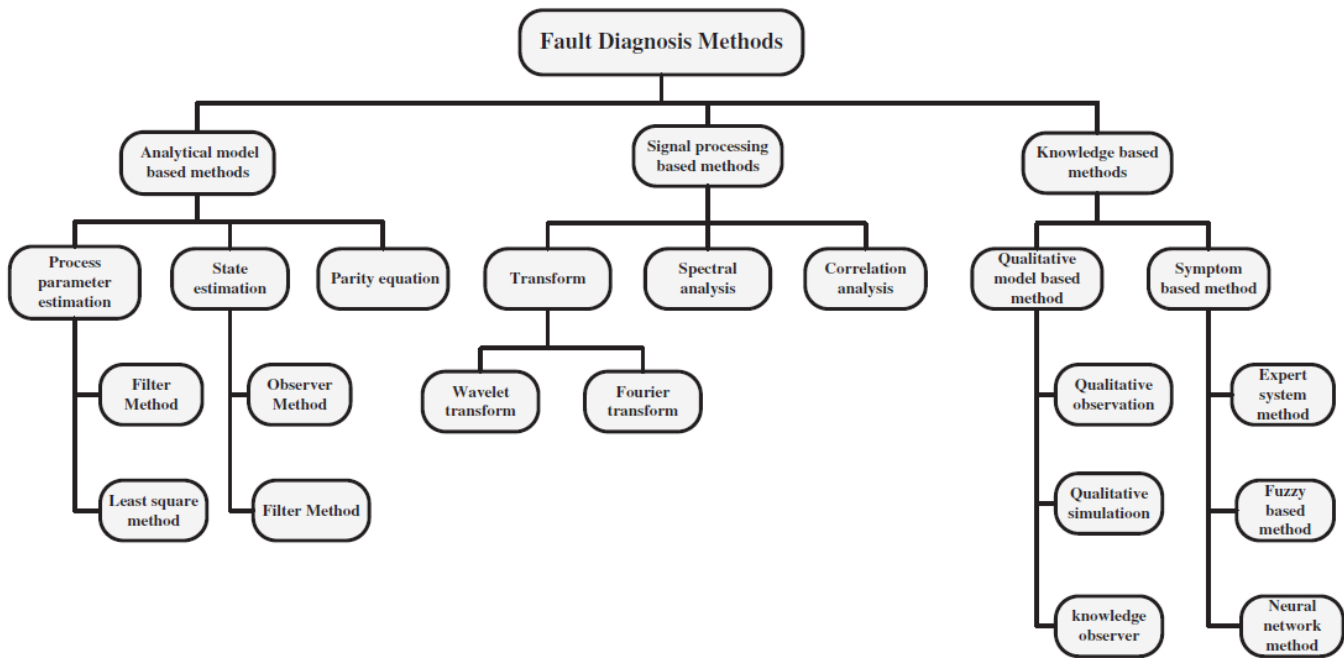 Fault Diagnosis Methods
Analytical model
based methods
Signal processing
based methods
Knowledge based
methods
Process
parameter
estimation
State
estimation
Parity equation
Transform
Spectral
analysis
Correlation
analysis
Qualitative
model based
method
Symptom
based method
Filter
Method
Observer
Method
Wavelet
transform
Fourier
transform
Qualitative
observation
Expert
system
method
Least square
method
Filter Method
Qualitative
simulatioon
Fuzzy
based
method
knowledge
observer
Neural
network
method